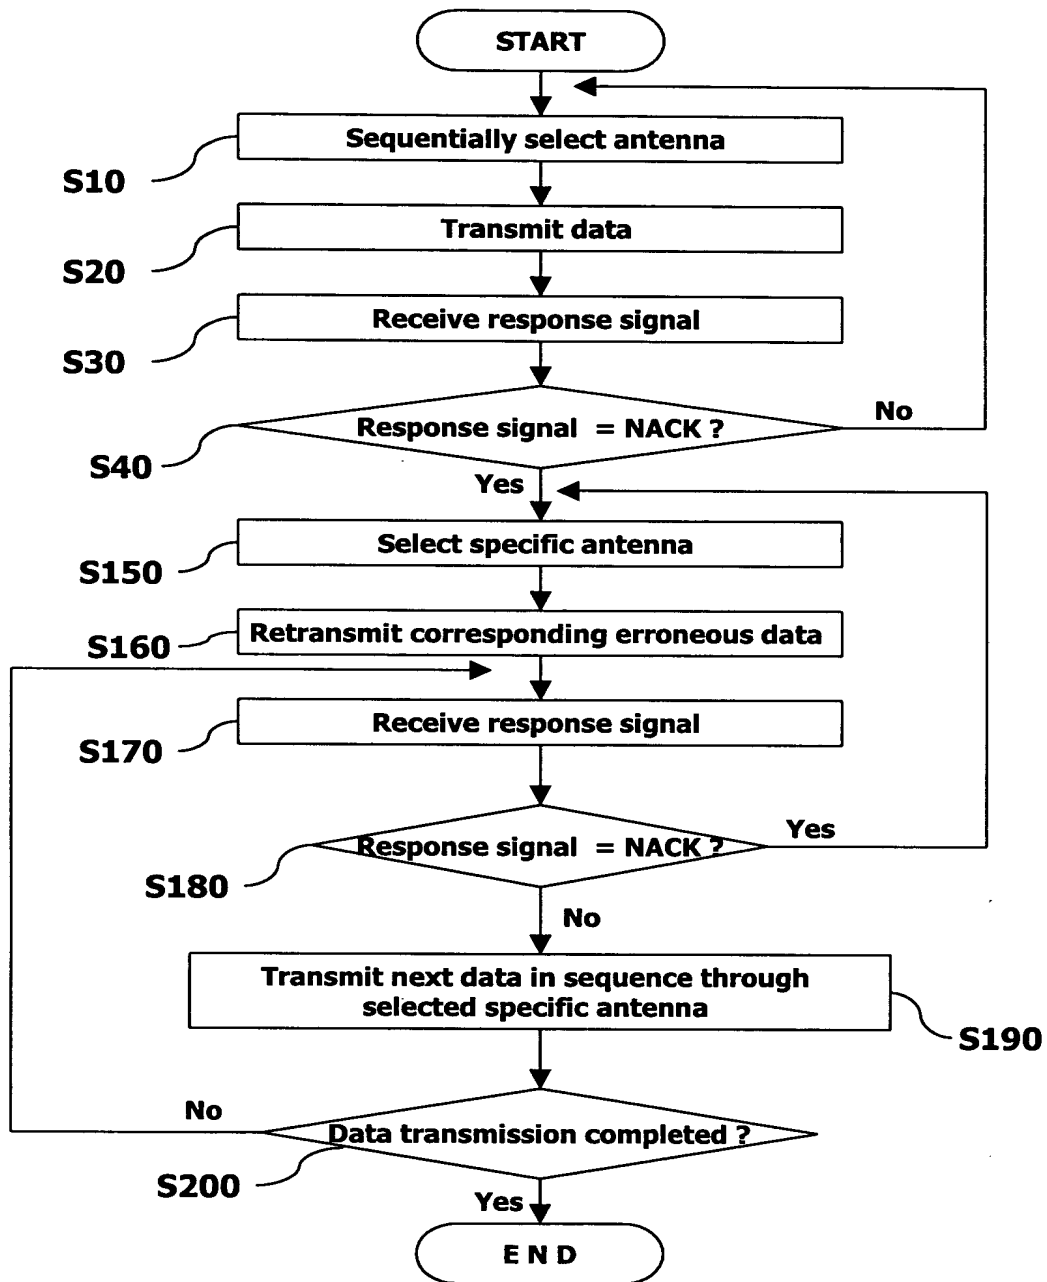 START
Sequentially select antenna
S10
Transmit data
S20
Receive response signal
S30
Response signal = NACK ?
No
S40
Yes
Select specific antenna
S150
Retransmit corresponding erroneous data
S160
Receive response signal
S170
Response signal = NACK ?
Yes
S180
No
Transmit next data in sequence through
selected specific antenna
S190
No
Data transmission completed ?
S200
Yes
E N D